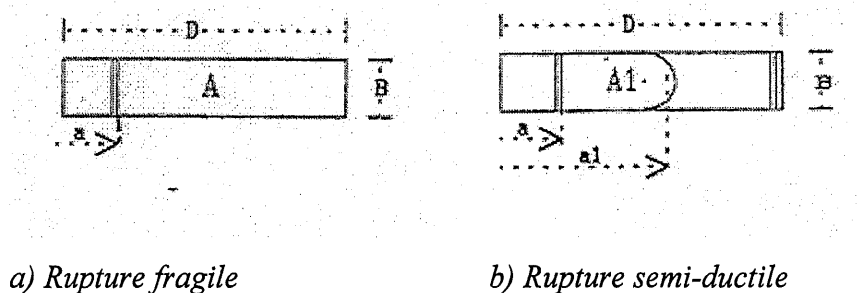 D D
A B A1 B
a a
a1
a) Rupture fragile b) Rupture semi-ductile